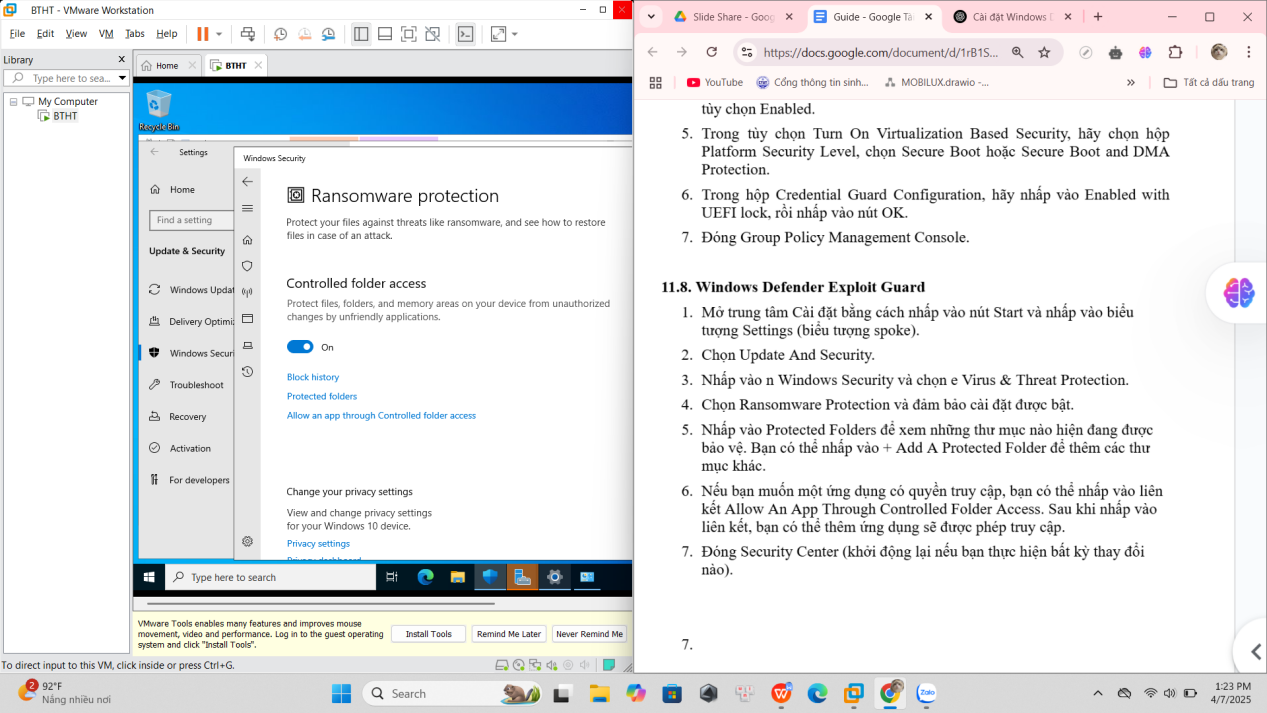 BTHT - VMware Workstation
File Edit View VM Tabs Help
Library
Type here to sea...
My Computer
BTHT
Home
BTHT
Recycle Bin
Settings
Home
Find a setting
Update & Security
Windows Updat
Delivery Optimi
Windows Securi
Troubleshoot
Recovery
Activation
For developers
Windows Security
Ransomware protection
Protect your files against threats like ransomware, and see how to restore
files in case of an attack.
Controlled folder access
Protect files, folders, and memory areas on your device from unauthorized
changes by unfriendly applications.
On
Block history
Protected folders
Allow an app through Controlled folder access
Change your privacy settings
View and change privacy settings
for your Windows 10 device.
Privacy settings
Privacy dashboard
Type here to search
VMware Tools enables many features and improves mouse
movement, video and performance. Log in to the guest operating
system and click "Install Tools".
Install Tools
Remind Me Later
Never Remind Me
To direct input to this VM, click inside or press Ctrl+G.
Slide Share - Goog
Guide - Google Tà
Cài đặt Windows D
https://docs.google.com/document/d/1rB1S...
YouTube
Cổng thông tin sinh...
MOBILUX.drawio -...
Tất cả dấu trang
tùy chọn Enabled.
5. Trong tùy chọn Turn On Virtualization Based Security, hãy chọn hộp
Platform Security Level, chọn Secure Boot hoặc Secure Boot and DMA
Protection.
6. Trong hộp Credential Guard Configuration, hãy nhấp vào Enabled with
UEFI lock, rồi nhấp vào nút OK.
7. Đóng Group Policy Management Console.
11.8. Windows Defender Exploit Guard
1. Mở trung tâm Cài đặt bằng cách nhấp vào nút Start và nhấp vào biểu
tượng Settings (biểu tượng spoke).
2. Chọn Update And Security.
3. Nhấp vào n Windows Security và chọn e Virus & Threat Protection.
4. Chọn Ransomware Protection và đảm bảo cài đặt được bật.
5. Nhấp vào Protected Folders để xem những thư mục nào hiện đang được
bảo vệ. Bạn có thể nhấp vào + Add A Protected Folder để thêm các thư
mục khác.
6. Nếu bạn muốn một ứng dụng có quyền truy cập, bạn có thể nhấp vào liên
kết Allow An App Through Controlled Folder Access. Sau khi nhấp vào
liên kết, bạn có thể thêm ứng dụng sẽ được phép truy cập.
7. Đóng Security Center (khởi động lại nếu bạn thực hiện bất kỳ thay đổi
nào).
7.
2
92°F
Nắng nhiều nơi
Search
Zalo
1:23 PM
4/7/2025